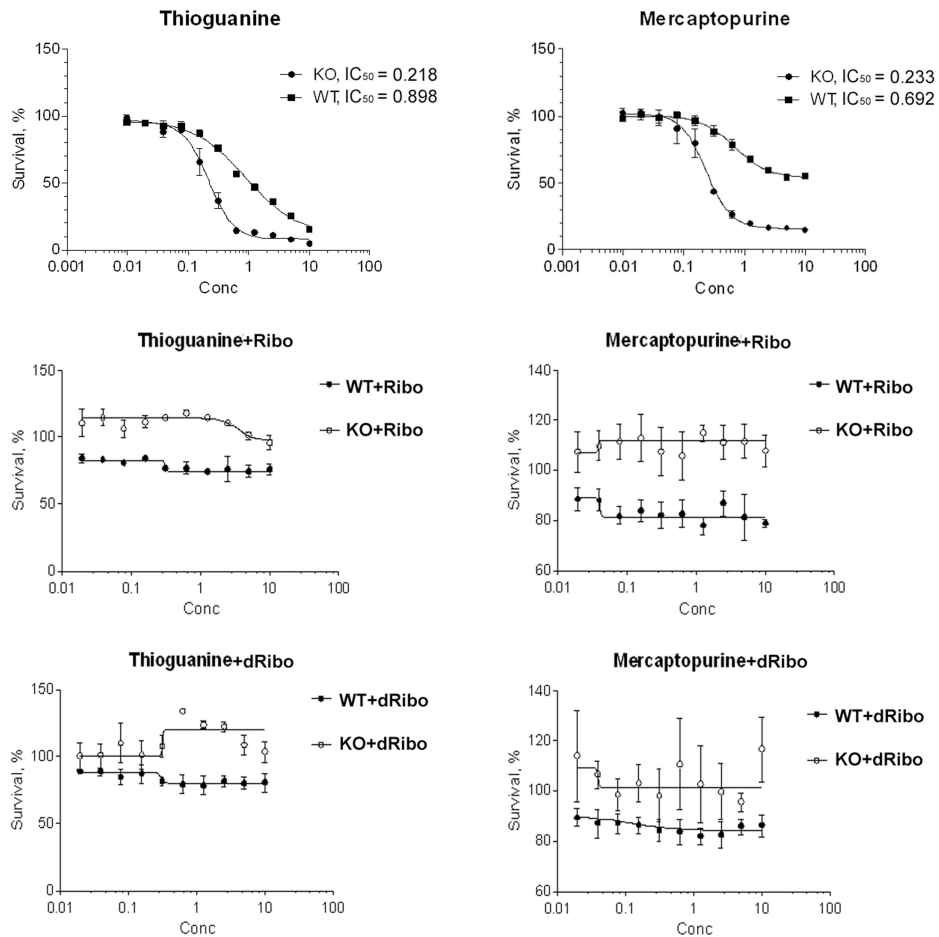 Thioguanine
150
100
50
0
Survival, %
KO, IC50 = 0.218
WT, IC50 = 0.898
0.001 0.01 0.1 1 10 100
Conc
Mercaptopurine
150
100
50
0
Survival, %
KO, IC50 = 0.233
WT, IC50 = 0.692
0.001 0.01 0.1 1 10 100
Conc
Thioguanine+Ribo
150
100
50
0
Survival, %
WT+Ribo
KO+Ribo
0.01 0.1 1 10 100
Conc
Mercaptopurine+Ribo
140
120
100
80
60
Survival, %
WT+Ribo
KO+Ribo
0.01 0.1 1 10 100
Conc
Thioguanine+dRibo
150
100
50
0
Survival, %
WT+dRibo
KO+dRibo
0.01 0.1 1 10 100
Conc
Mercaptopurine+dRibo
140
120
100
80
60
Survival, %
WT+dRibo
KO+dRibo
0.01 0.1 1 10 100
Conc